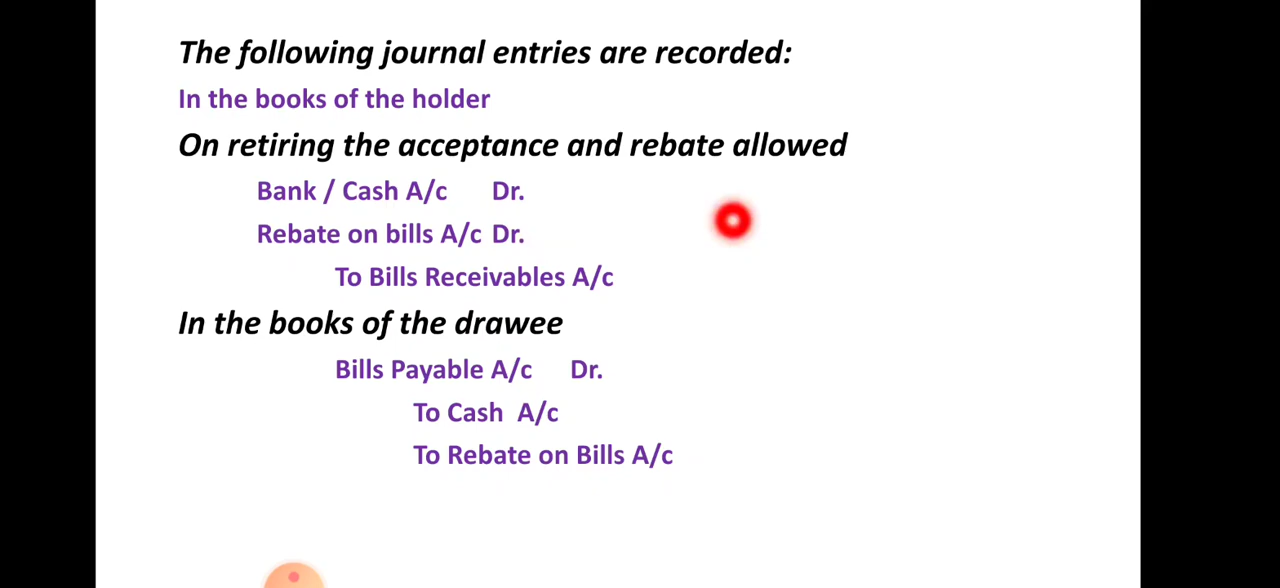 The following journal entries are recorded:
In the books of the holder
On retiring the acceptance and rebate allowed
Bank / Cash A/c Dr.
Rebate on bills A/c Dr.
To Bills Receivables A/c
In the books of the drawee
Bills Payable A/c Dr.
To Cash A/c
To Rebate on Bills A/c